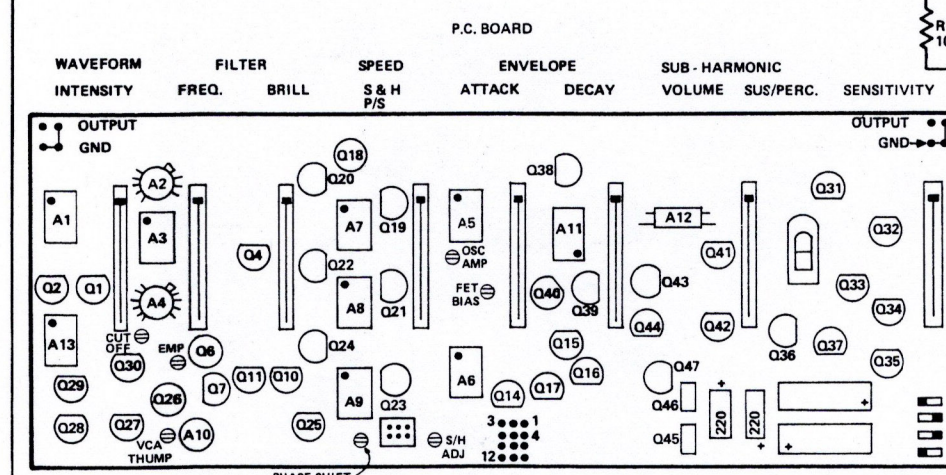 P.C. BOARD
R
10
WAVEFORM FILTER SPEED ENVELOPE SUB - HARMONIC
INTENSITY FREQ. BRILL S & H ATTACK DECAY VOLUME SUS/PERC. SENSITIVITY
P/S
OUTPUT OUTPUT
GND GND
Q18
A2 Q20 Q38 Q31
A1 A3 A7 Q19 A5 A11 A12 Q32
Q4 OSC Q41
AMP
Q22
Q2 Q1 A4 FET Q40 Q43 Q33
BIAS
A8 Q21 Q39 Q34
A13 CUT Q44 Q42
OFF
EMP Q6 Q24 Q15 Q36 Q37
Q30 Q35
Q29 Q7 Q11 Q10 A9 Q23 A6 Q17 Q16 Q47
Q26 Q14 Q46 + 220 220 +
Q28 Q27 A10 Q25 3 1
4
VCA S/H Q45 + +
THUMP ADJ 12
PHASE SHIFT